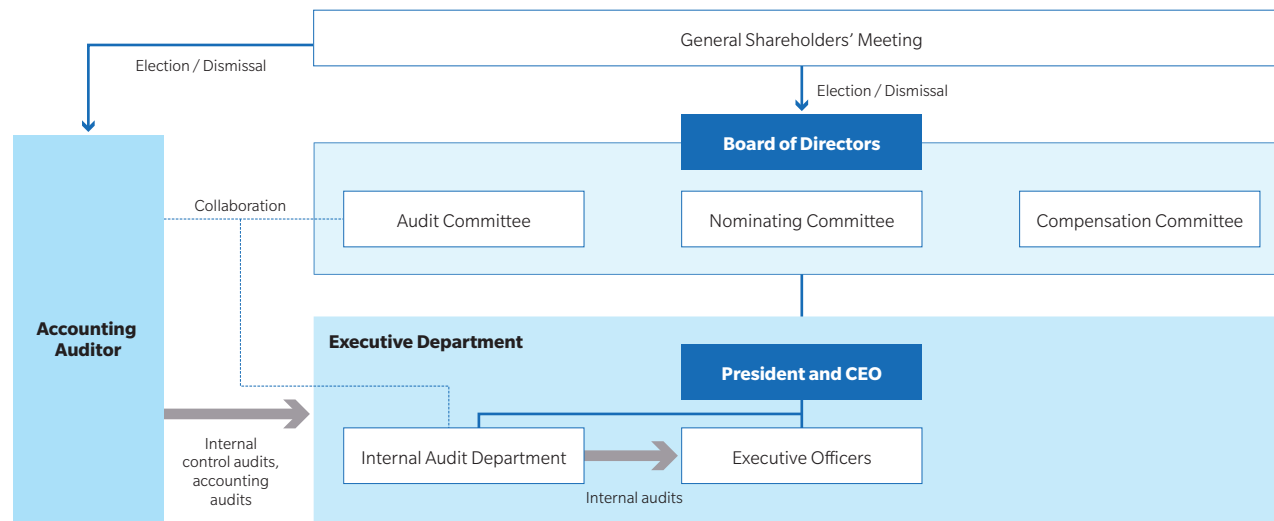 General Shareholders’ Meeting
Election / Dismissal
Election / Dismissal
Board of Directors
Collaboration
Audit Committee
Nominating Committee
Compensation Committee
Accounting
Auditor
Executive Department
President and CEO
Internal
control audits,
accounting
audits
Internal Audit Department
Executive Officers
Internal audits